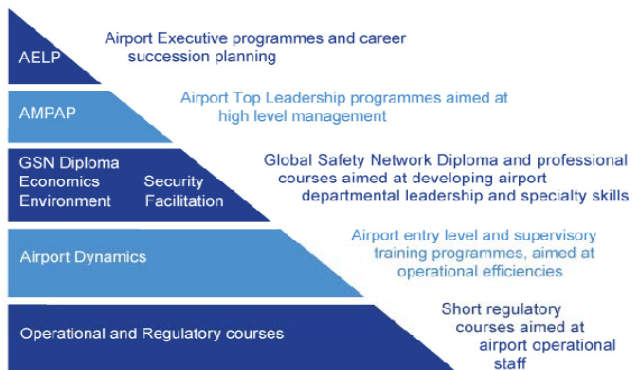 AELP
Airport Executive programmes and career
succession planning
AMPAP
Airport Top Leadership programmes aimed at
high level management
GSN Diploma
Economics Security
Environment Facilitation
Global Safety Network Diploma and professional
courses aimed at developing airport
departmental leadership and specialty skills
Airport Dynamics
Airport entry level and supervisory
training programmes, aimed at
operational efficiencies
Operational and Regulatory courses
Short regulatory
courses aimed at
airport operational
staff